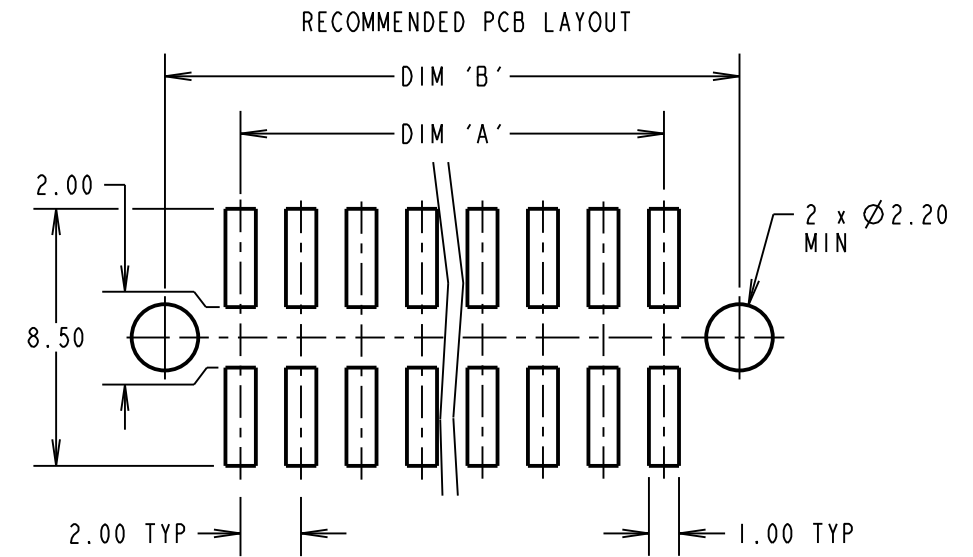 RECOMMENDED PCB LAYOUT
DIM 'B'
DIM 'A'
2.00
2 x Ø2.20
MIN
8.50
2.00 TYP
1.00 TYP